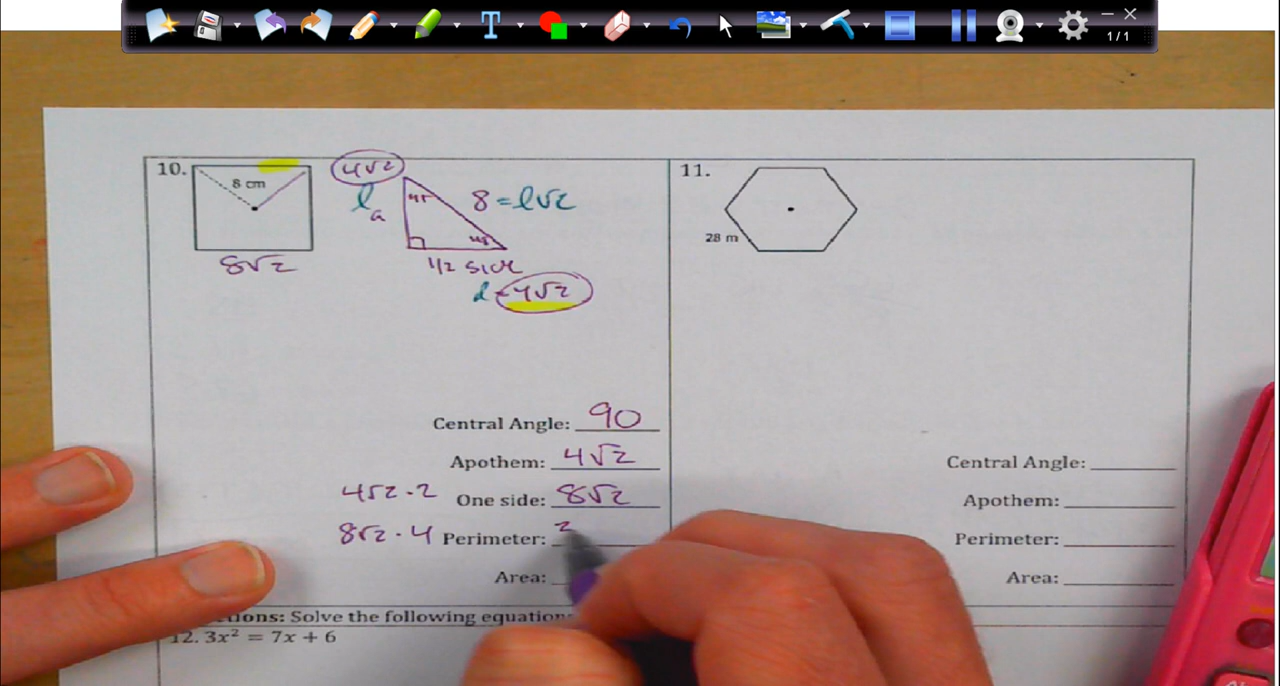 T
1/1
10.
8 cm
4√2
l
a
45
8 = l√2
45
8√2
1/2 side
l = 4√2
11.
28 m
Central Angle: 90
Apothem: 4√2
4√2 · 2 One side: 8√2
8√2 · 4 Perimeter: 3
Area:
Central Angle:
Apothem:
Perimeter:
Area:
Solve the following
12. 3x² = 7x + 6